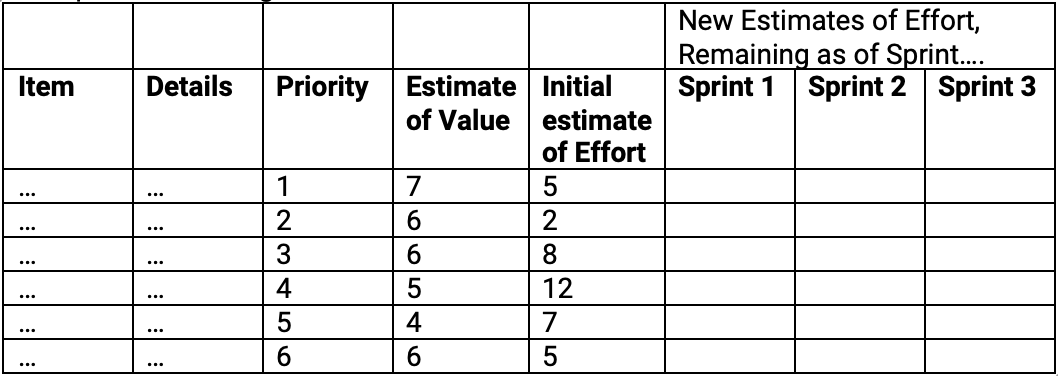 New Estimates of Effort,
Remaining as of Sprint....
Item Details Priority Estimate of Value Initial estimate of Effort Sprint 1 Sprint 2 Sprint 3
... ... 1 7 5
... ... 2 6 2
... ... 3 6 8
... ... 4 5 12
... ... 5 4 7
... ... 6 6 5